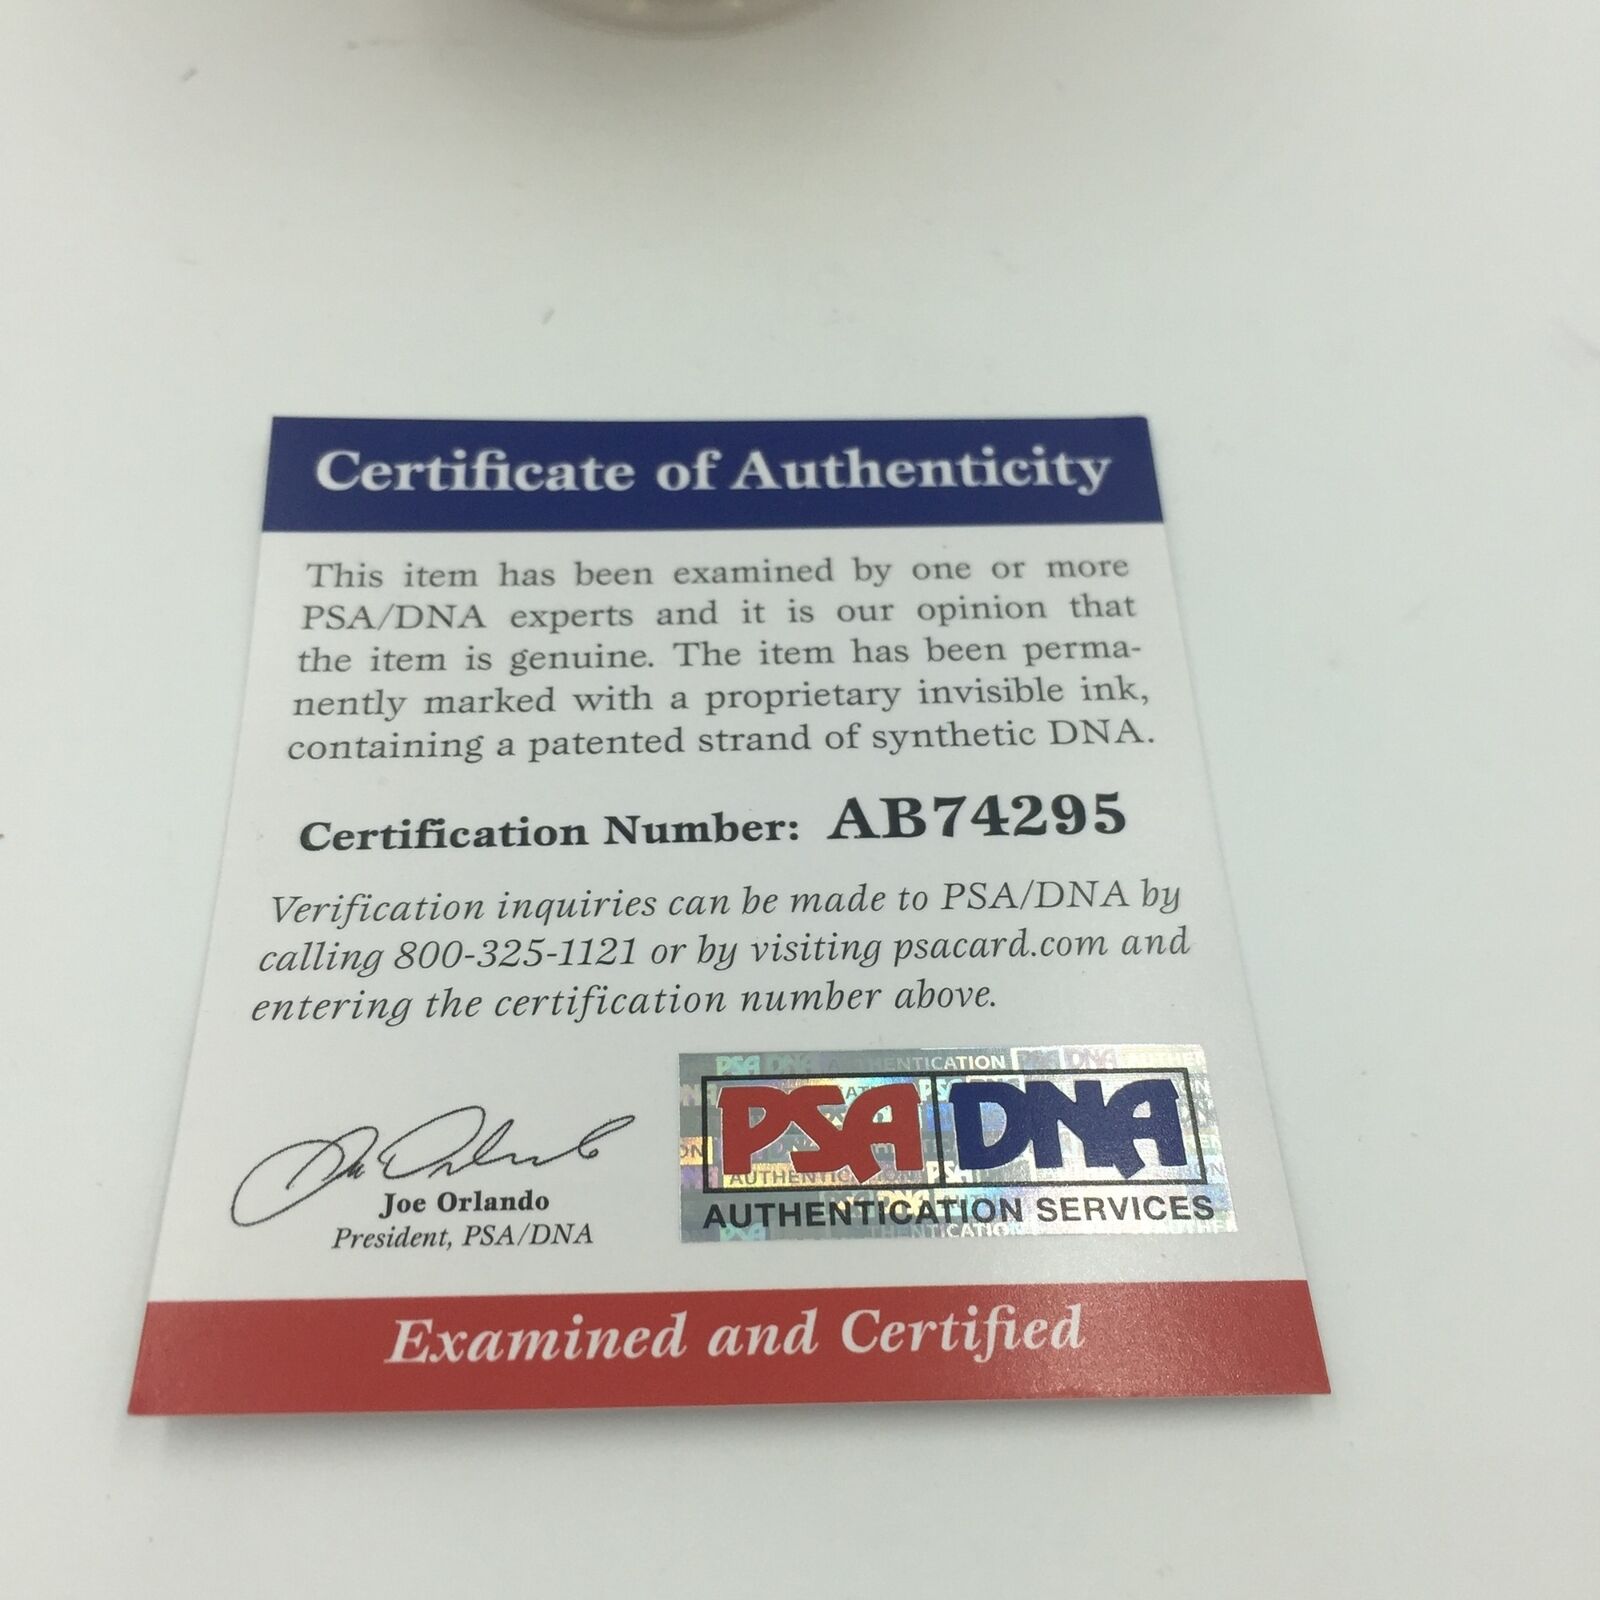 Certificate of Authenticity
This item has been examined by one or more
PSA/DNA experts and it is our opinion that
the item is genuine. The item has been perma-
nently marked with a proprietary invisible ink,
containing a patented strand of synthetic DNA.
Certification Number: AB74295
Verification inquiries can be made to PSA/DNA by
calling 800-325-1121 or by visiting psacard.com and
entering the certification number above.
Joe Orlando
President, PSA/DNA
PSA DNA
AUTHENTICATION SERVICES
Examined and Certified